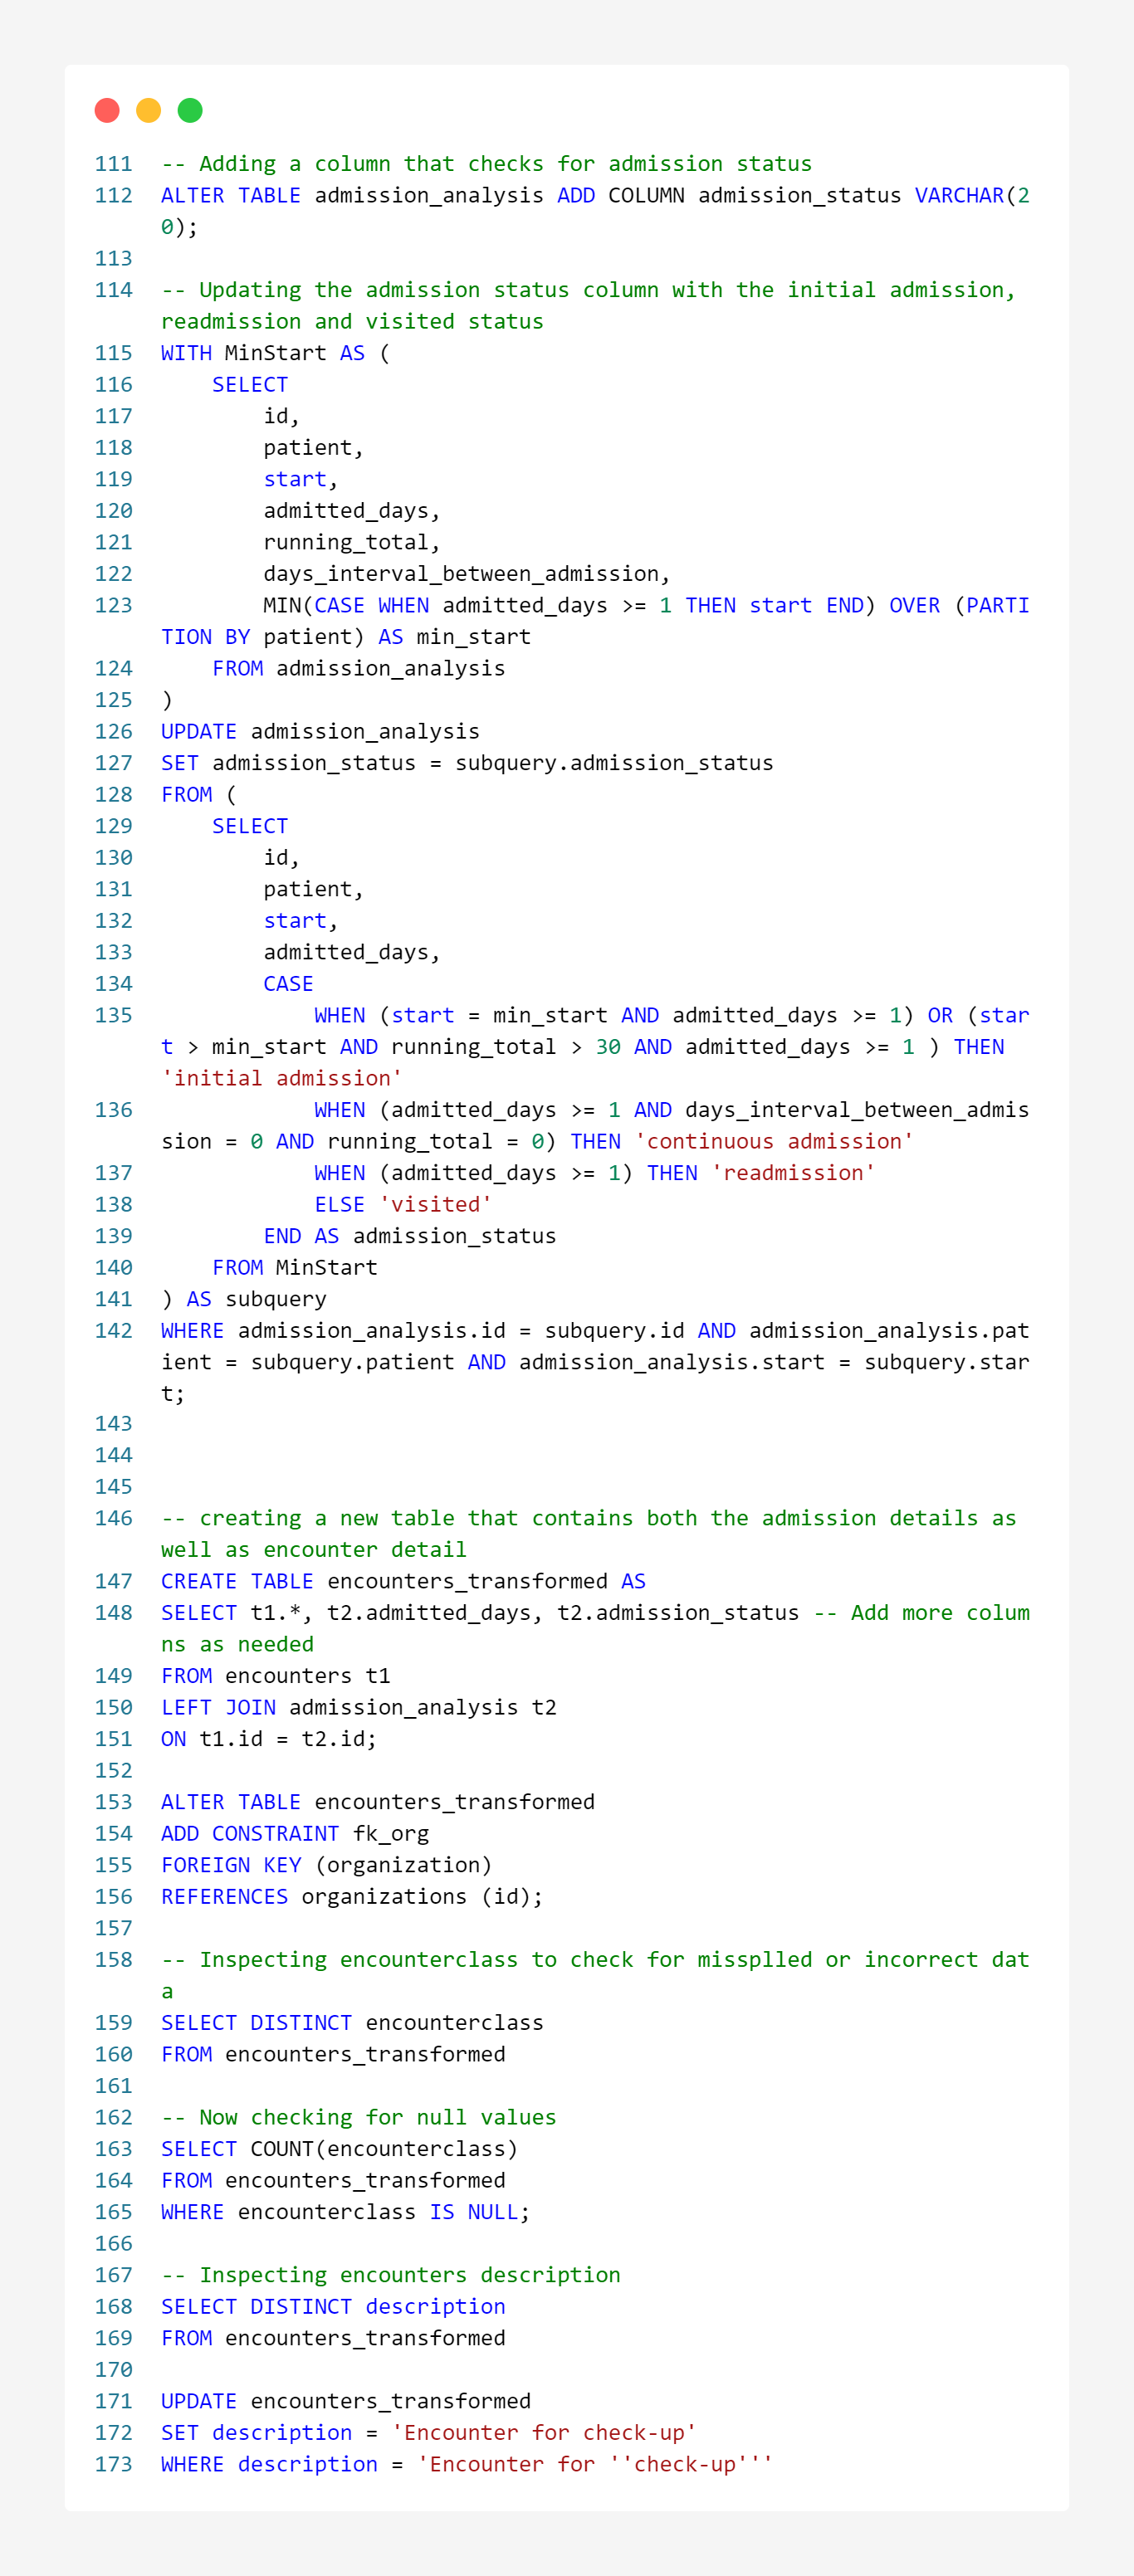 111 -- Adding a column that checks for admission status
112 ALTER TABLE admission_analysis ADD COLUMN admission_status VARCHAR(2
0);
113
114 -- Updating the admission status column with the initial admission,
readmission and visited status
115 WITH MinStart AS (
116     SELECT
117         id,
118         patient,
119         start,
120         admitted_days,
121         running_total,
122         days_interval_between_admission,
123         MIN(CASE WHEN admitted_days >= 1 THEN start END) OVER (PARTI
TION BY patient) AS min_start
124     FROM admission_analysis
125 )
126 UPDATE admission_analysis
127 SET admission_status = subquery.admission_status
128 FROM (
129     SELECT
130         id,
131         patient,
132         start,
133         admitted_days,
134         CASE
135             WHEN (start = min_start AND admitted_days >= 1) OR (star
t > min_start AND running_total > 30 AND admitted_days >= 1 ) THEN
'initial admission'
136             WHEN (admitted_days >= 1 AND days_interval_between_admis
sion = 0 AND running_total = 0) THEN 'continuous admission'
137             WHEN (admitted_days >= 1) THEN 'readmission'
138             ELSE 'visited'
139         END AS admission_status
140     FROM MinStart
141 ) AS subquery
142 WHERE admission_analysis.id = subquery.id AND admission_analysis.pat
ient = subquery.patient AND admission_analysis.start = subquery.star
t;
143
144
145
146 -- creating a new table that contains both the admission details as
well as encounter detail
147 CREATE TABLE encounters_transformed AS
148 SELECT t1.*, t2.admitted_days, t2.admission_status -- Add more colum
ns as needed
149 FROM encounters t1
150 LEFT JOIN admission_analysis t2
151 ON t1.id = t2.id;
152
153 ALTER TABLE encounters_transformed
154 ADD CONSTRAINT fk_org
155 FOREIGN KEY (organization)
156 REFERENCES organizations (id);
157
158 -- Inspecting encounterclass to check for missplled or incorrect dat
a
159 SELECT DISTINCT encounterclass
160 FROM encounters_transformed
161
162 -- Now checking for null values
163 SELECT COUNT(encounterclass)
164 FROM encounters_transformed
165 WHERE encounterclass IS NULL;
166
167 -- Inspecting encounters description
168 SELECT DISTINCT description
169 FROM encounters_transformed
170
171 UPDATE encounters_transformed
172 SET description = 'Encounter for check-up'
173 WHERE description = 'Encounter for ''check-up'''